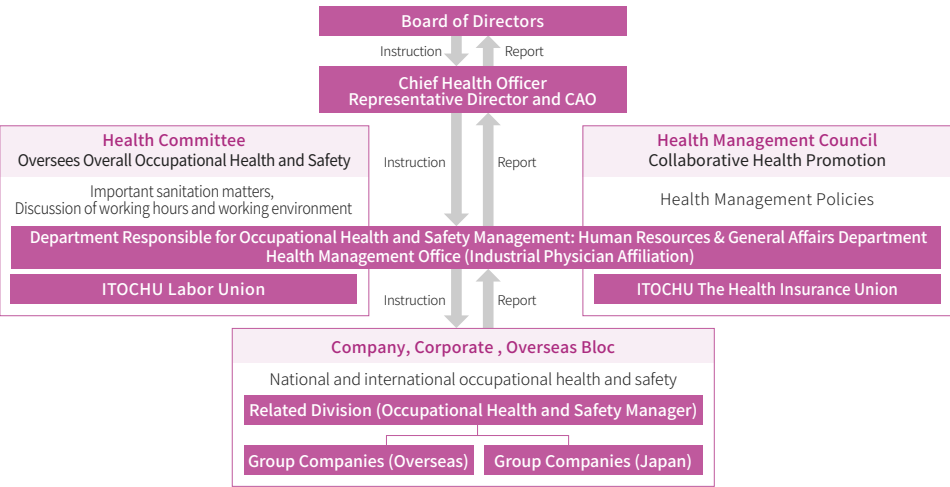 Board of Directors
Instruction
Report
Chief Health Officer
Representative Director and CAO
Health Committee
Oversees Overall Occupational Health and Safety
Important sanitation matters,
Discussion of working hours and working environment
Instruction
Report
Health Management Council
Collaborative Health Promotion
Health Management Policies
Department Responsible for Occupational Health and Safety Management: Human Resources & General Affairs Department
Health Management Office (Industrial Physician Affiliation)
ITOCHU Labor Union
Instruction
Report
ITOCHU The Health Insurance Union
Company, Corporate , Overseas Bloc
National and international occupational health and safety
Related Division (Occupational Health and Safety Manager)
Group Companies (Overseas)
Group Companies (Japan)